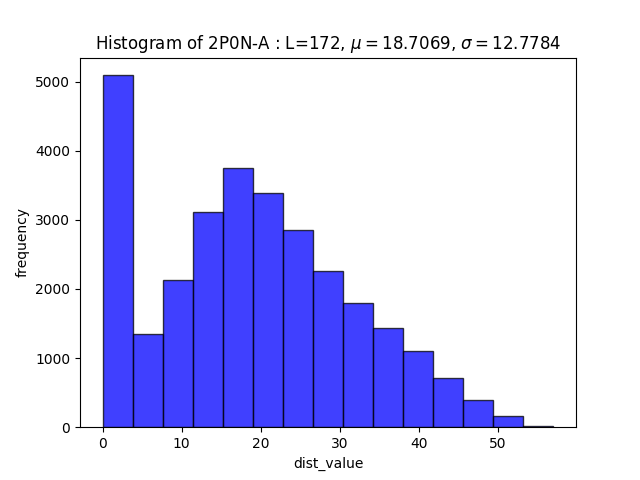 Histogram of 2P0N-A : L=172, μ = 18.7069, σ = 12.7784
frequency
5000
4000
3000
2000
1000
0
0 10 20 30 40 50
dist_value